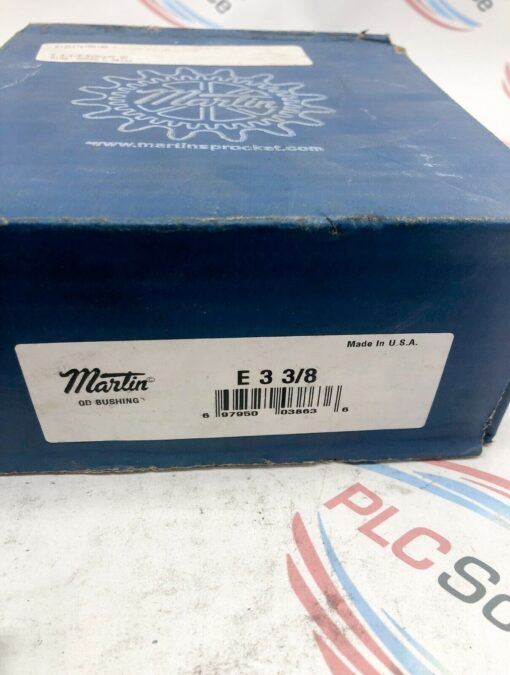 Martin
www.martinsprocket.com
Made In U.S.A.
Martin
QD BUSHING
E 3 3/8
6 97950 03863 6
PLC